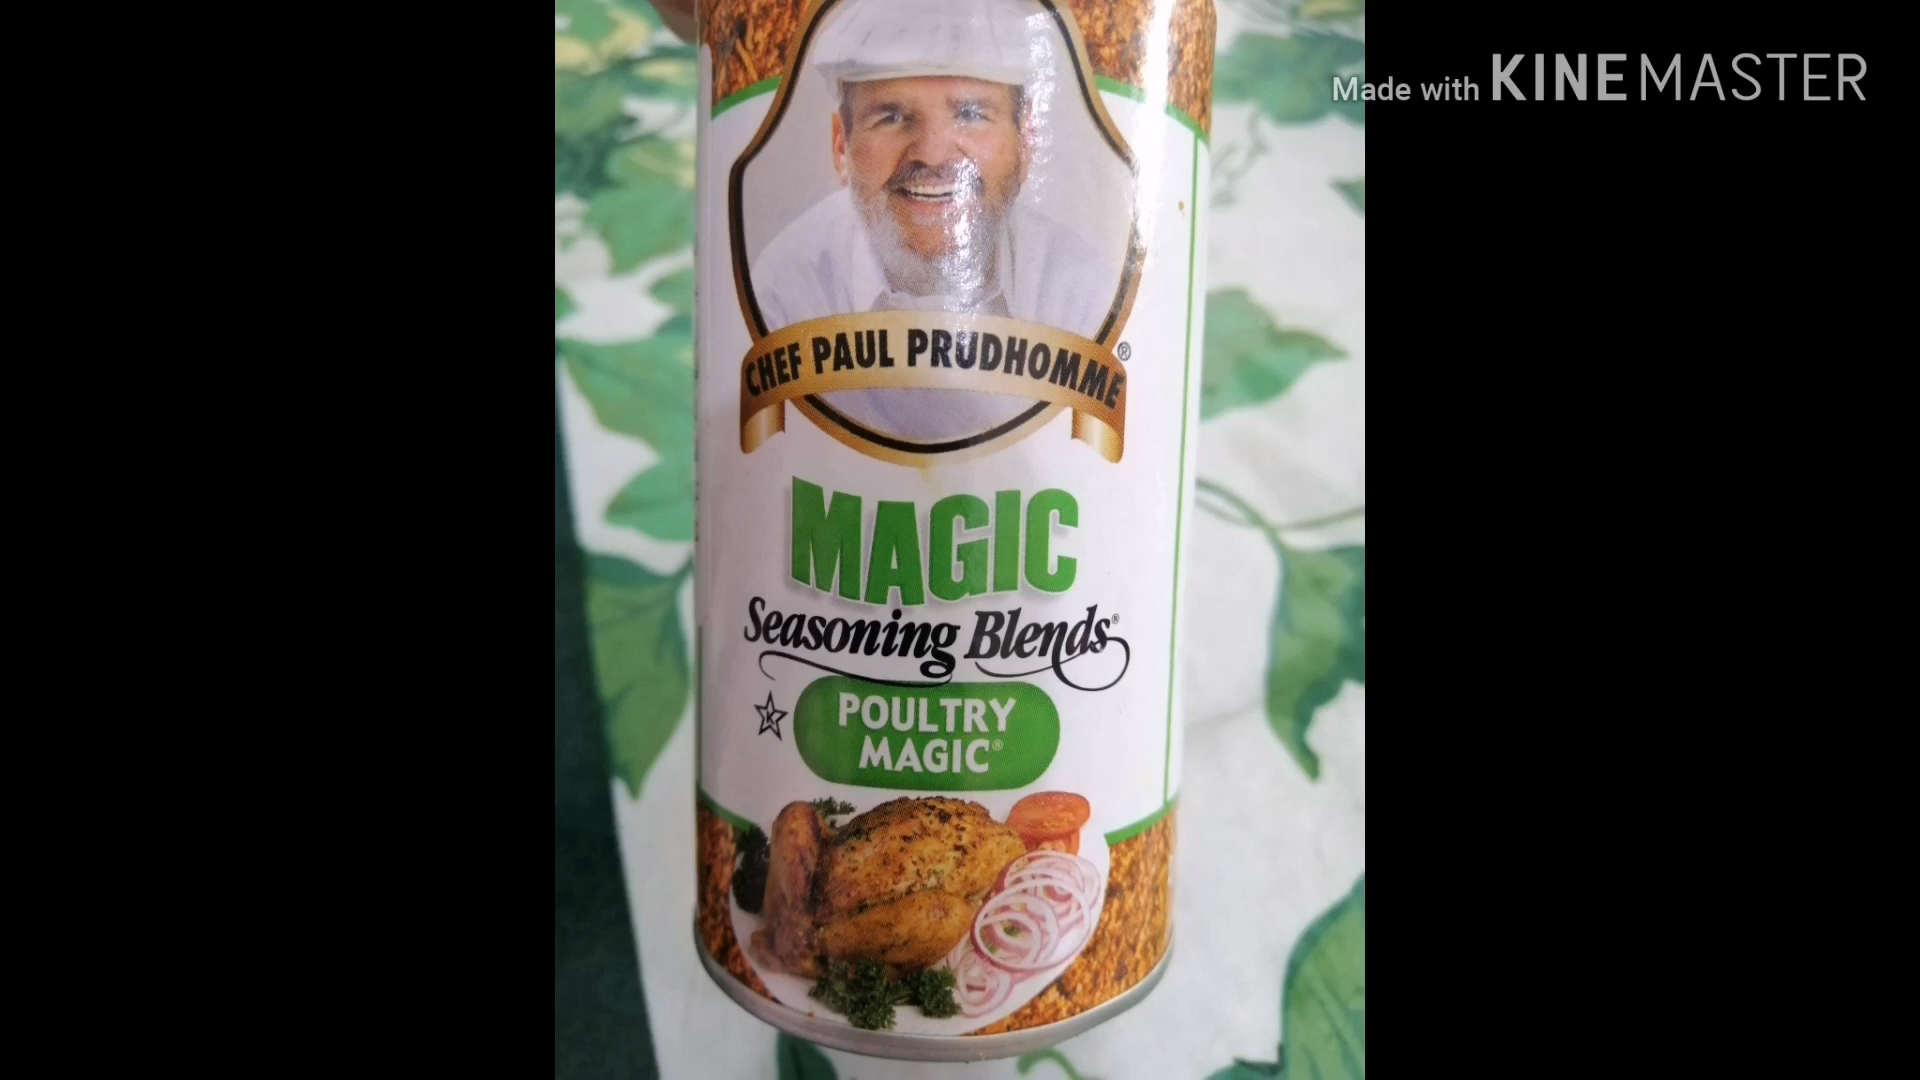 Made with KINEMASTER
CHEF PAUL PRUDHOMME®
MAGIC
Seasoning Blends®
K
POULTRY
MAGIC®